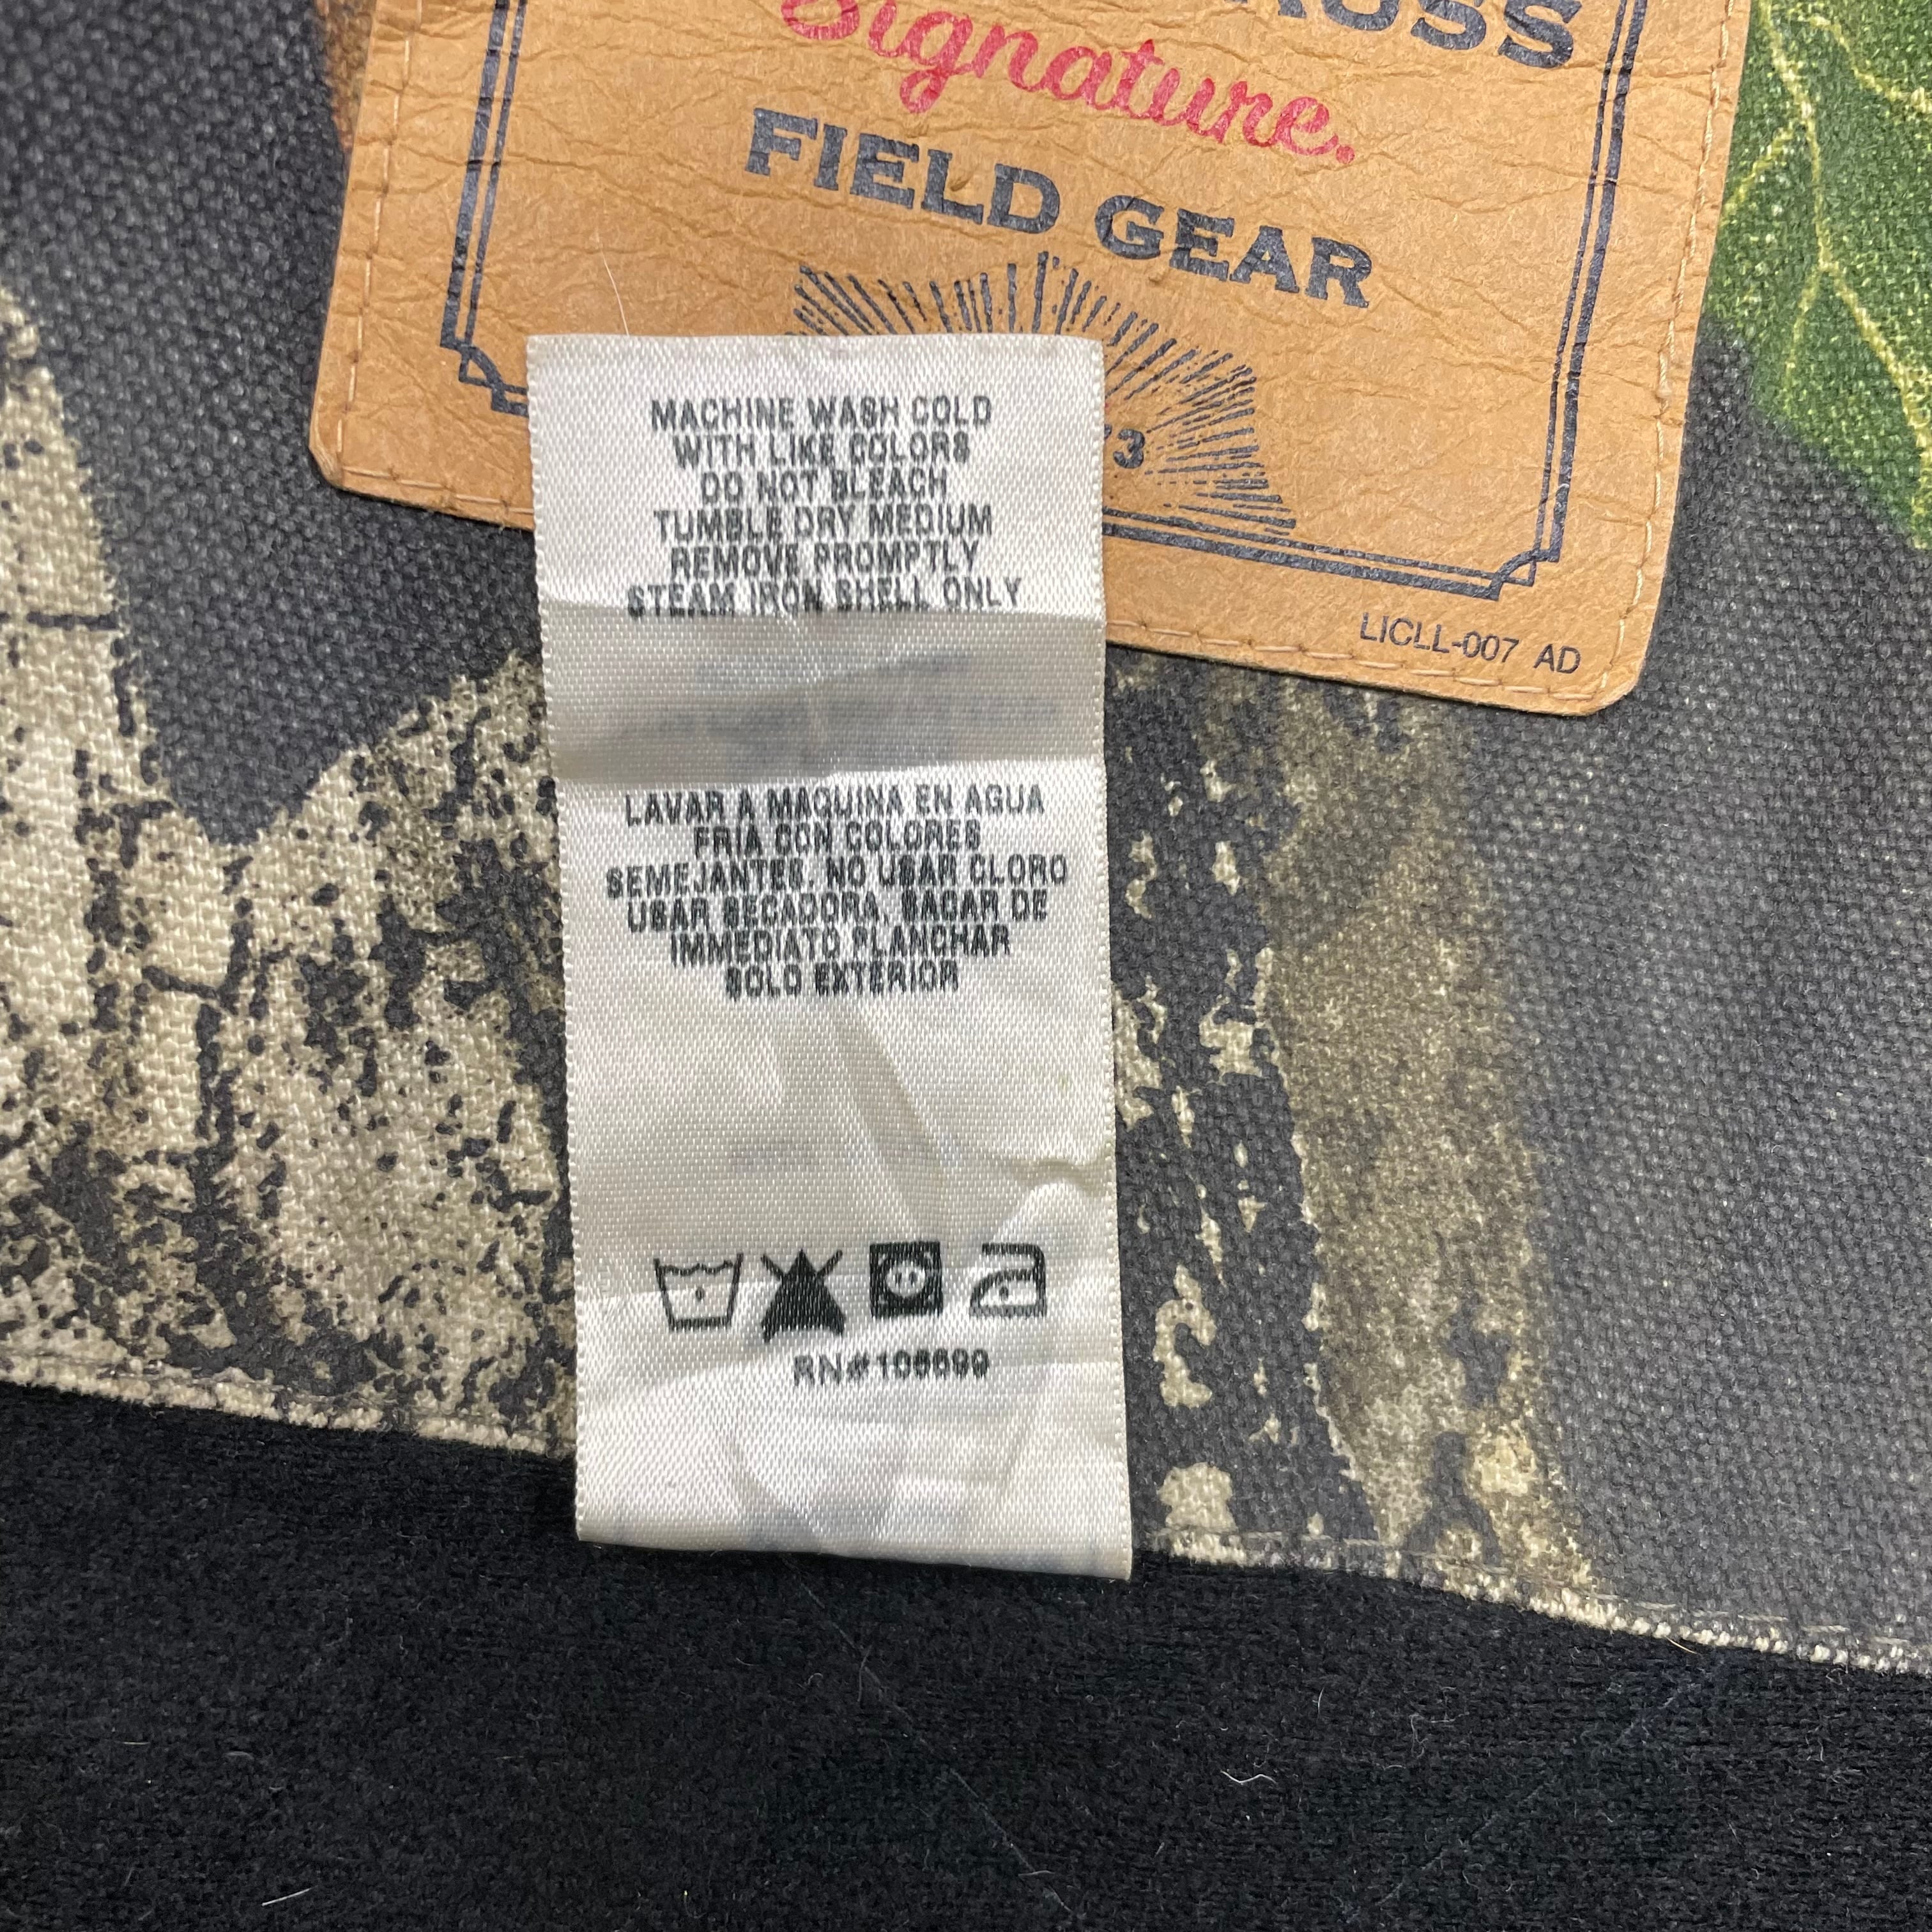 Signature.
FIELD GEAR
LICLL-007 AD
MACHINE WASH COLD
WITH LIKE COLORS
DO NOT BLEACH
TUMBLE DRY MEDIUM
REMOVE PROMPTLY
STEAM IRON SHELL ONLY
LAVAR A MAQUINA EN AGUA
FRIA CON COLORES
SEMEJANTES. NO USAR CLORO
USAR SECADORA, SACAR DE
IMMEDIATO PLANCHAR
SOLO EXTERIOR
RN#106699